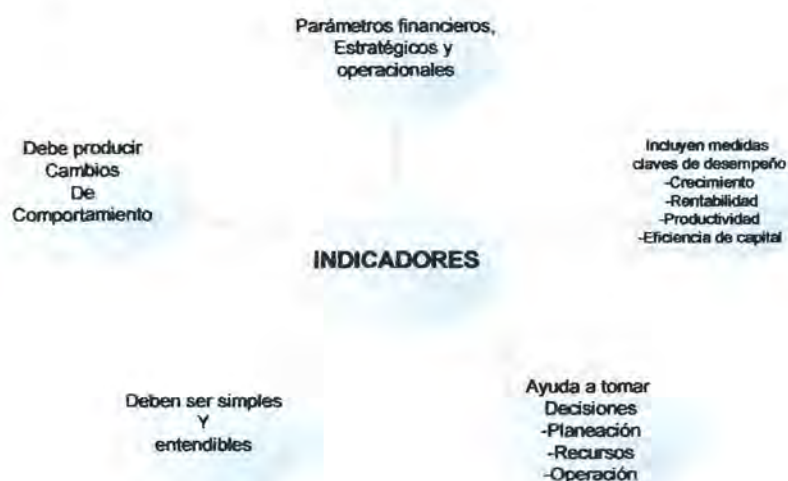 Parámetros financieros,
Estratégicos y
operacionales
Debe producir
Cambios
De
Comportamiento
Incluyen medidas
claves de desempeño
-Crecimiento
-Rentabilidad
-Productividad
-Eficiencia de capital
INDICADORES
Deben ser simples
Y
entendibles
Ayuda a tomar
Decisiones
-Planeación
-Recursos
-Operación